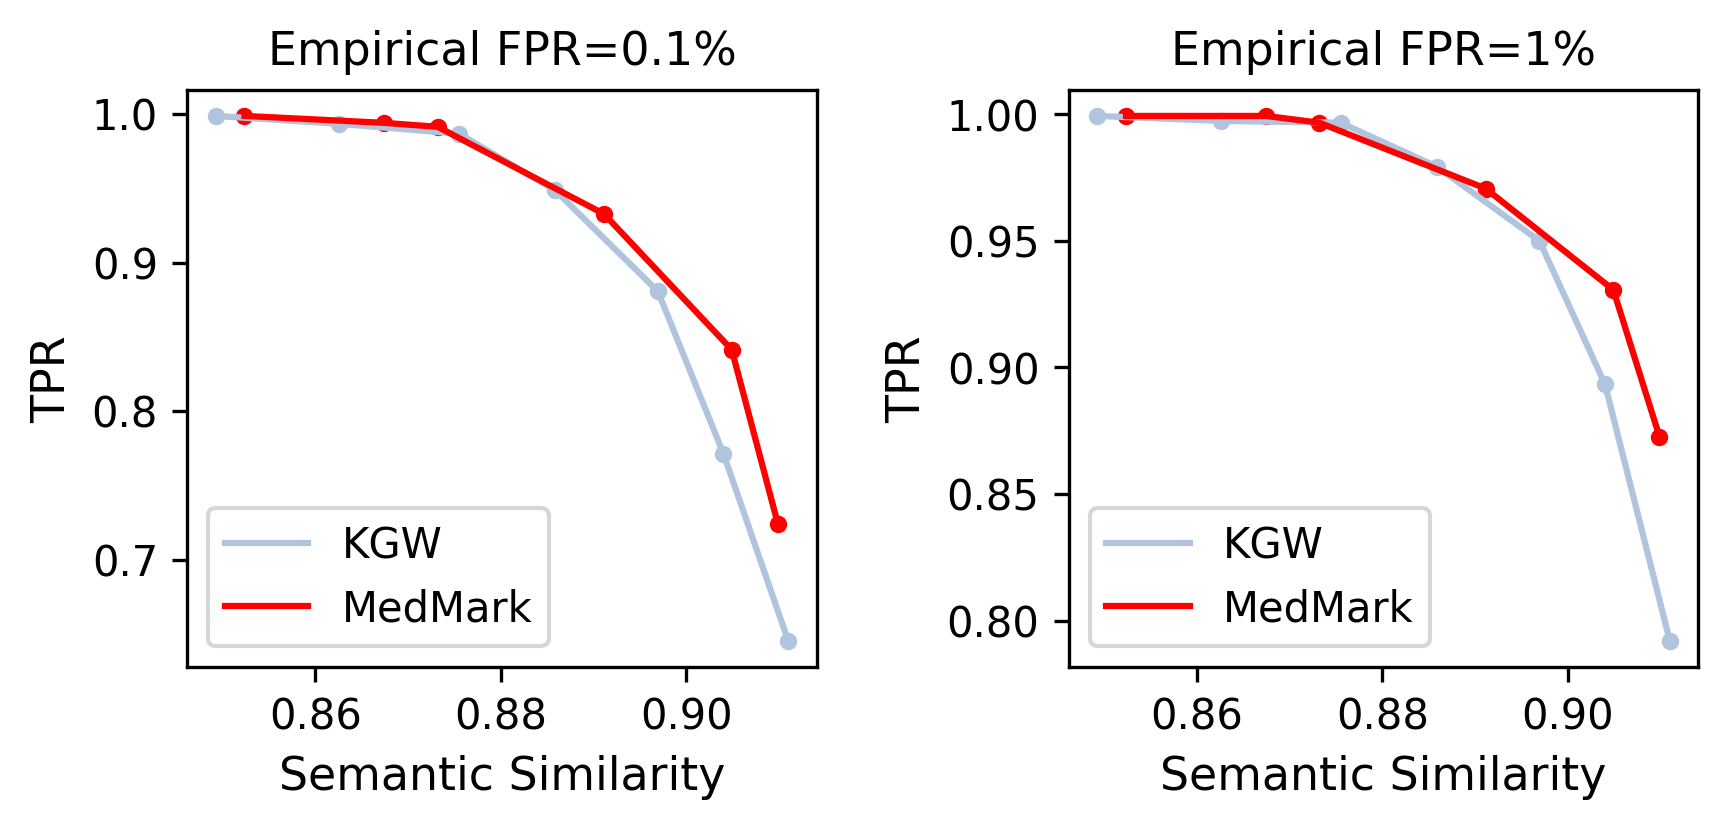 Empirical FPR=0.1%
1.0
0.9
0.8
0.7
TPR
KGW
MedMark
0.86 0.88 0.90
Semantic Similarity
Empirical FPR=1%
1.00
0.95
0.90
0.85
0.80
TPR
KGW
MedMark
0.86 0.88 0.90
Semantic Similarity